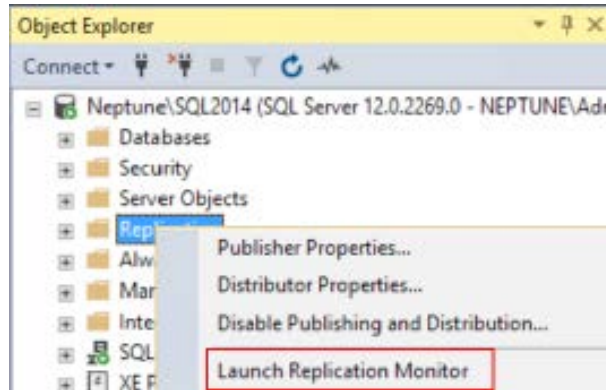 Object Explorer
Connect
Neptune\SQL2014 (SQL Server 12.0.2269.0 - NEPTUNE\Adn
Databases
Security
Server Objects
Rep
Alw
Mar
Inte
SQL
XE P
Publisher Properties...
Distributor Properties...
Disable Publishing and Distribution...
Launch Replication Monitor